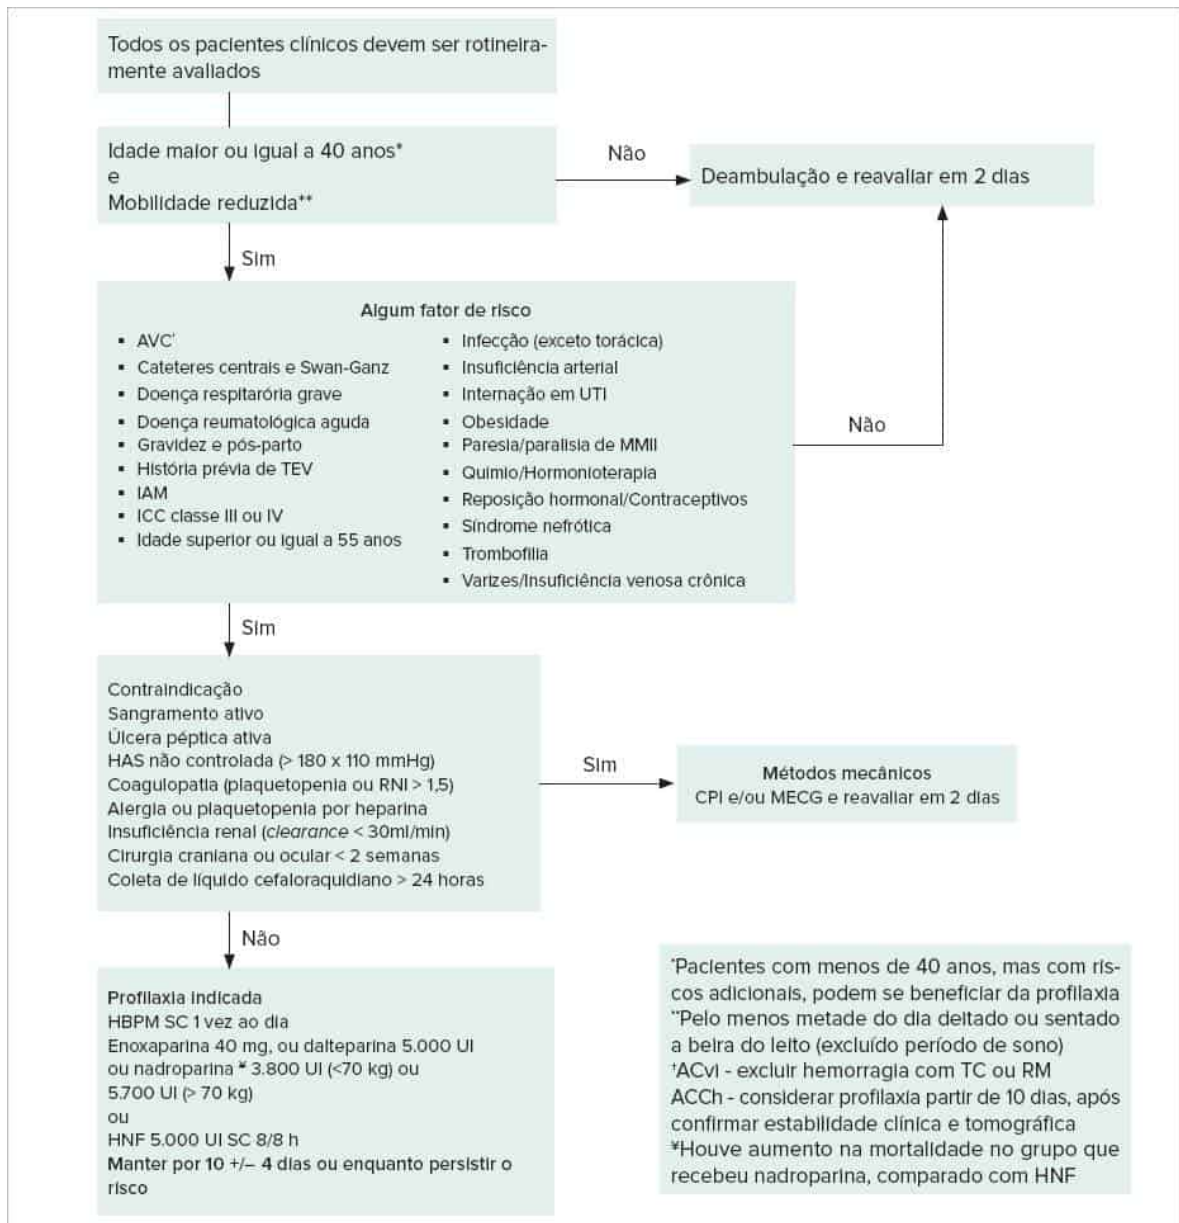 Todos os pacientes clínicos devem ser rotineira-
mente avaliados
Idade maior ou igual a 40 anos*
e
Mobilidade reduzida**
Não
Deambulação e reavaliar em 2 dias
Sim
Algum fator de risco
▪ AVC†
▪ Cateteres centrais e Swan-Ganz
▪ Doença respitarória grave
▪ Doença reumatológica aguda
▪ Gravidez e pós-parto
▪ História prévia de TEV
▪ IAM
▪ ICC classe III ou IV
▪ Idade superior ou igual a 55 anos
▪ Infecção (exceto torácica)
▪ Insuficiência arterial
▪ Internação em UTI
▪ Obesidade
▪ Paresia/paralisia de MMII
▪ Quimio/Hormonioterapia
▪ Reposição hormonal/Contraceptivos
▪ Síndrome nefrótica
▪ Trombofilia
▪ Varizes/Insuficiência venosa crônica
Não
Sim
Contraindicação
Sangramento ativo
Úlcera péptica ativa
HAS não controlada (> 180 x 110 mmHg)
Coagulopatia (plaquetopenia ou RNI > 1,5)
Alergia ou plaquetopenia por heparina
Insuficiência renal (clearance < 30ml/min)
Cirurgia craniana ou ocular < 2 semanas
Coleta de líquido cefaloraquidiano > 24 horas
Sim
Métodos mecânicos
CPI e/ou MECG e reavaliar em 2 dias
Não
Profilaxia indicada
HBPM SC 1 vez ao dia
Enoxaparina 40 mg, ou dalteparina 5.000 UI
ou nadroparina ¥ 3.800 UI (<70 kg) ou
5.700 UI (> 70 kg)
ou
HNF 5.000 UI SC 8/8 h
Manter por 10 +/– 4 dias ou enquanto persistir o
risco
*Pacientes com menos de 40 anos, mas com ris-
cos adicionais, podem se beneficiar da profilaxia
**Pelo menos metade do dia deitado ou sentado
a beira do leito (excluído período de sono)
†ACvI - excluir hemorragia com TC ou RM
ACCh - considerar profilaxia partir de 10 dias, após
confirmar estabilidade clínica e tomográfica
¥Houve aumento na mortalidade no grupo que
recebeu nadroparina, comparado com HNF